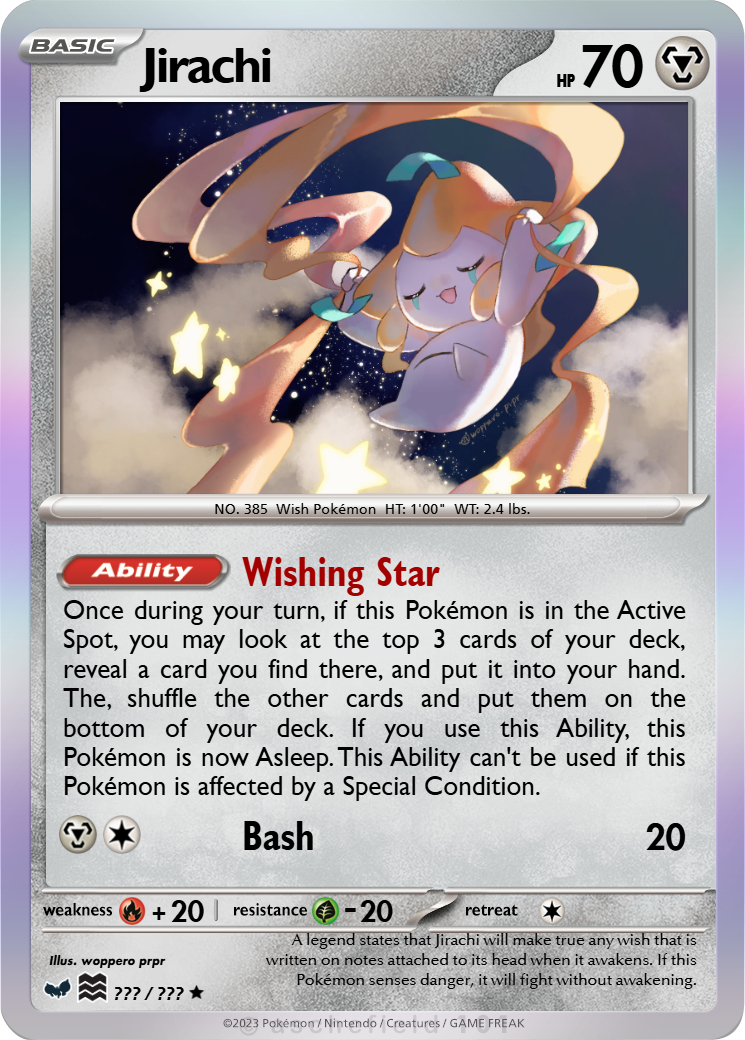 BASIC
Jirachi
HP 70
woppero prpr
NO. 385 Wish Pokémon HT: 1'00" WT: 2.4 lbs.
Ability Wishing Star
Once during your turn, if this Pokémon is in the Active
Spot, you may look at the top 3 cards of your deck,
reveal a card you find there, and put it into your hand.
The, shuffle the other cards and put them on the
bottom of your deck. If you use this Ability, this
Pokémon is now Asleep. This Ability can't be used if this
Pokémon is affected by a Special Condition.
Bash 20
weakness + 20 resistance - 20 retreat
A legend states that Jirachi will make true any wish that is
written on notes attached to its head when it awakens. If this
Pokémon senses danger, it will fight without awakening.
Illus. woppero prpr
??? / ??? ★
©2023 Pokémon / Nintendo / Creatures / GAME FREAK